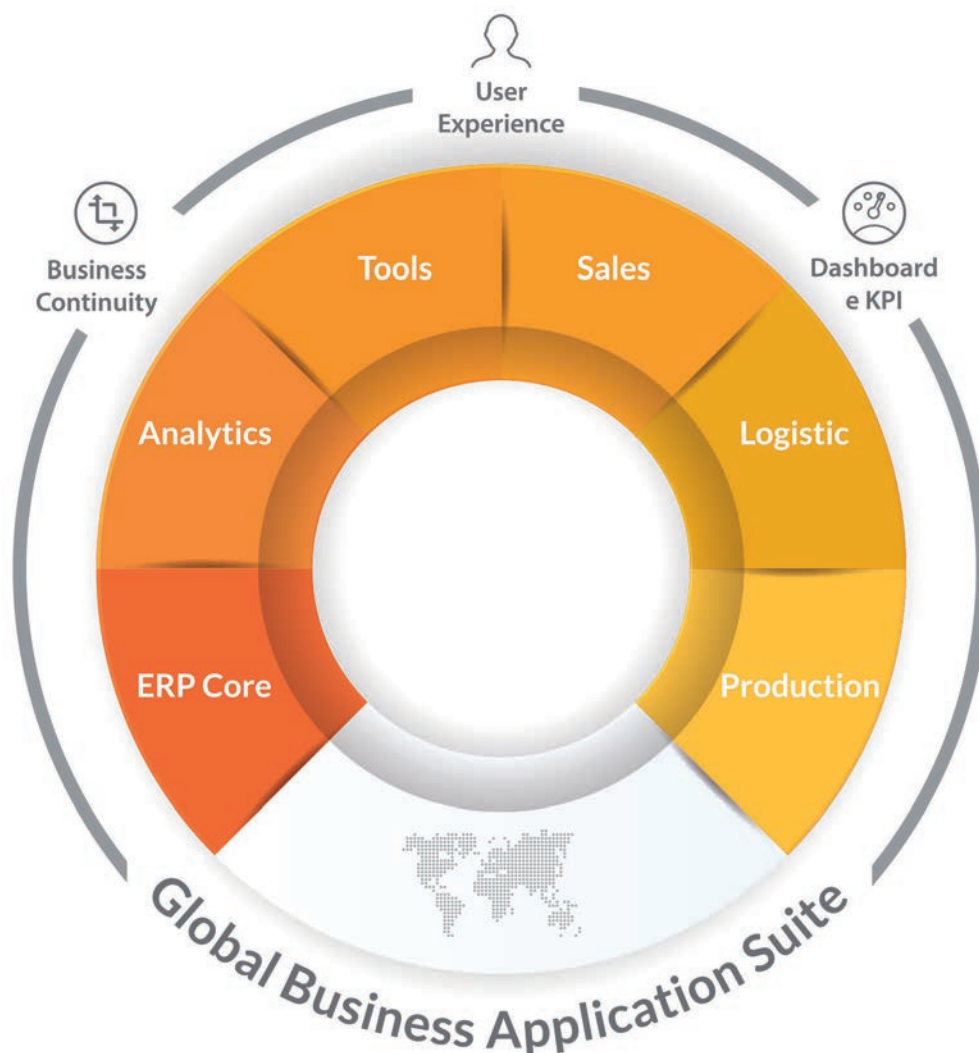 User
Experience
Business
Continuity
Dashboard
e KPI
Tools
Sales
Analytics
Logistic
ERP Core
Production
Global Business Application Suite